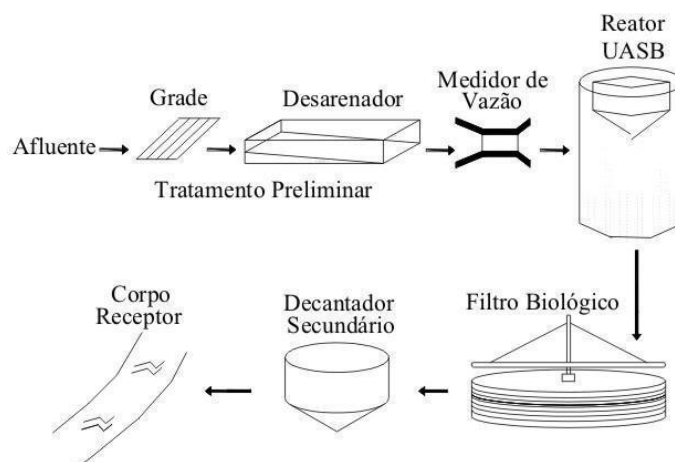 Reator
UASB
Medidor de
Vazão
Grade
Desarenador
Afluente
Tratamento Preliminar
Corpo
Receptor
Decantador
Secundário
Filtro Biológico